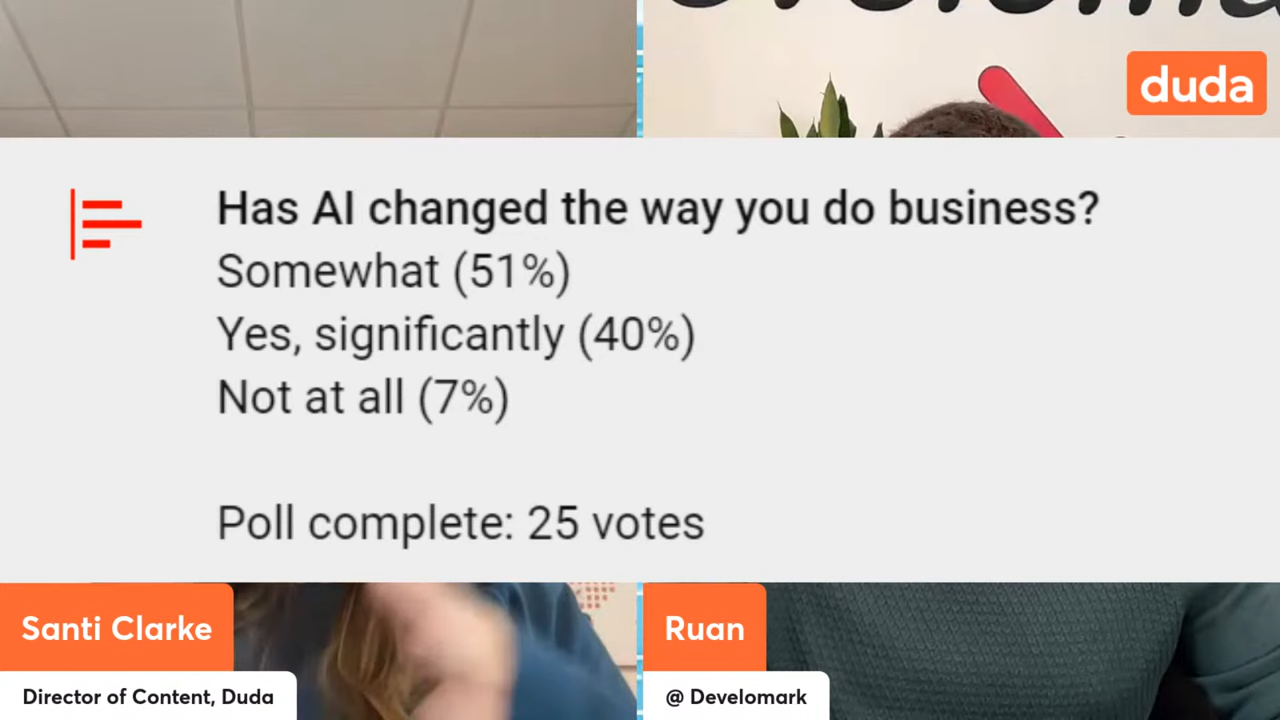 duda
Has AI changed the way you do business?
Somewhat (51%)
Yes, significantly (40%)
Not at all (7%)
Poll complete: 25 votes
Santi Clarke
Director of Content, Duda
Ruan
@ Develomark